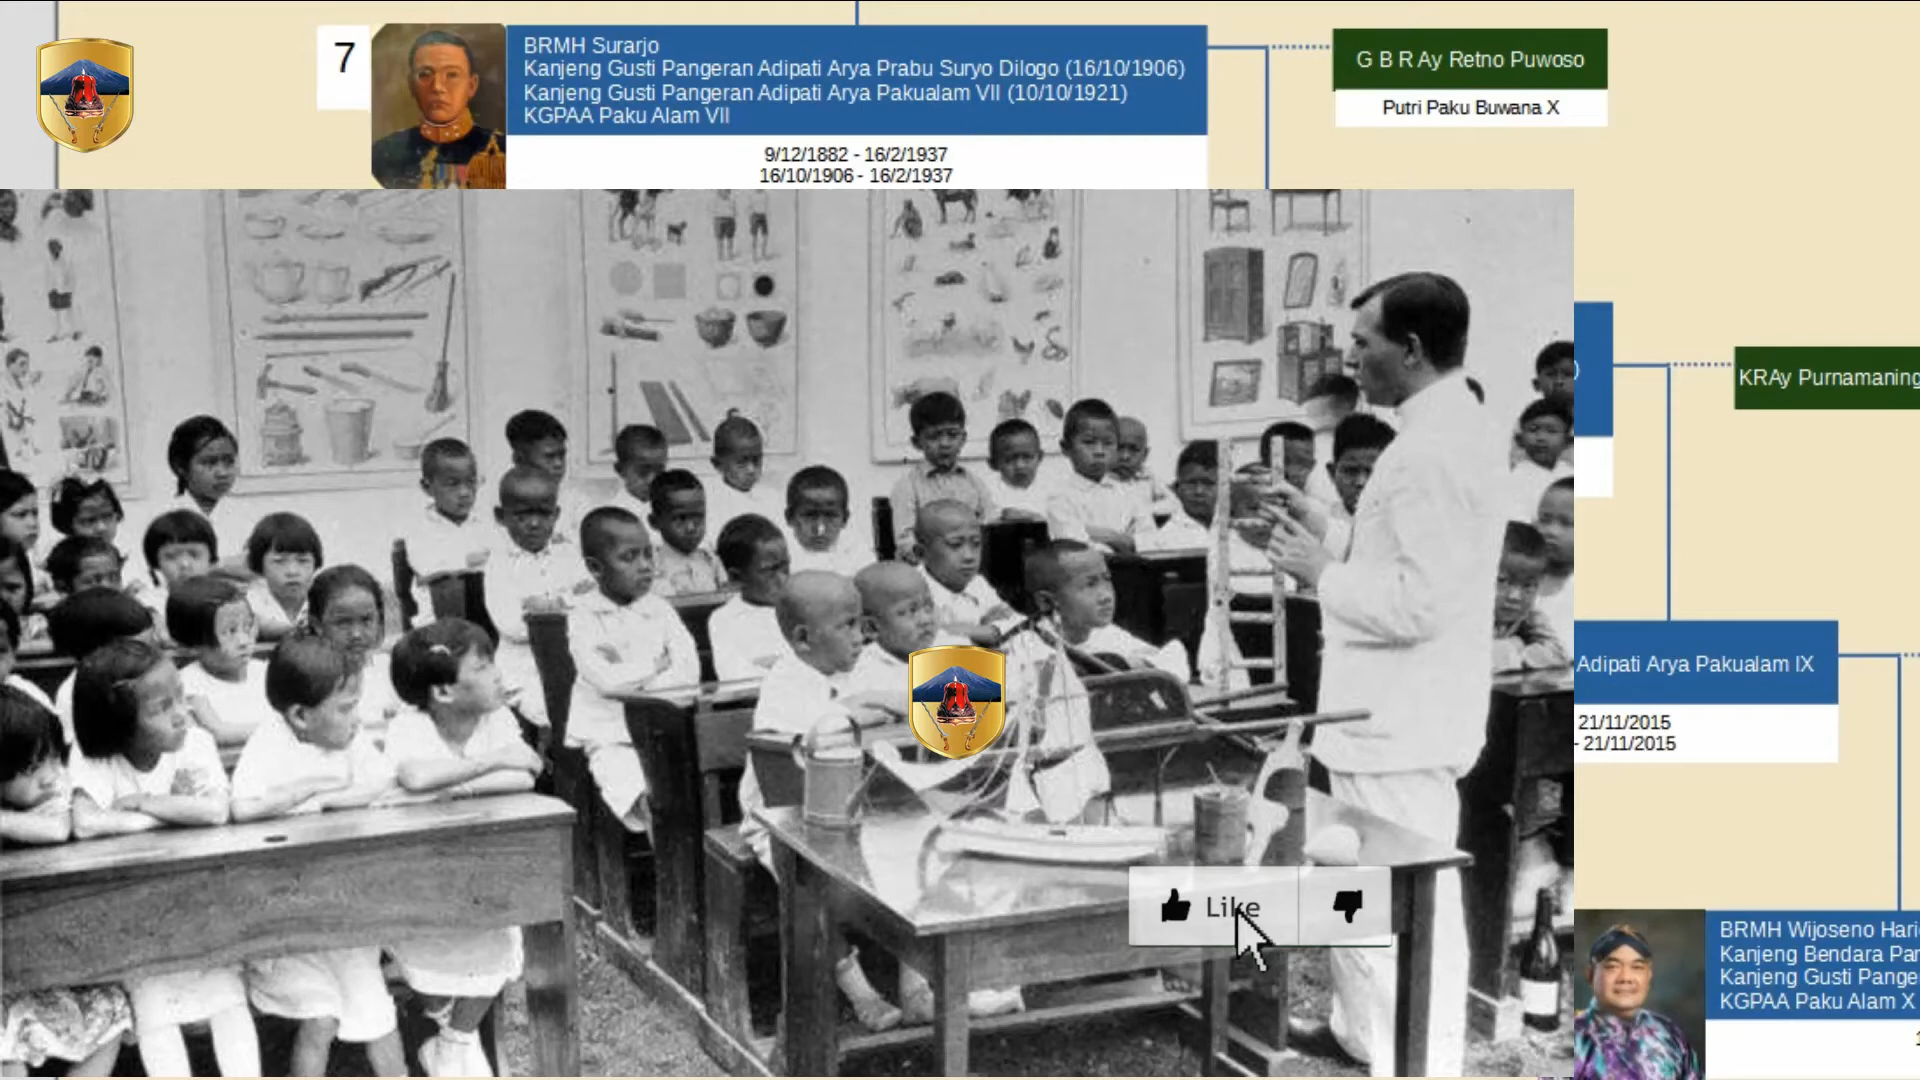 7
BRMH Surarjo
Kanjeng Gusti Pangeran Adipati Arya Prabu Suryo Dilogo (16/10/1906)
Kanjeng Gusti Pangeran Adipati Arya Pakualam VII (10/10/1921)
KGPAA Paku Alam VII
9/12/1882 - 16/2/1937
16/10/1906 - 16/2/1937
G B R Ay Retno Puwoso
Putri Paku Buwana X
)
KRAy Purnamaning
Adipati Arya Pakualam IX
21/11/2015
- 21/11/2015
Like
BRMH Wijoseno Hario
Kanjeng Bendara Pan
Kanjeng Gusti Pange
KGPAA Paku Alam X